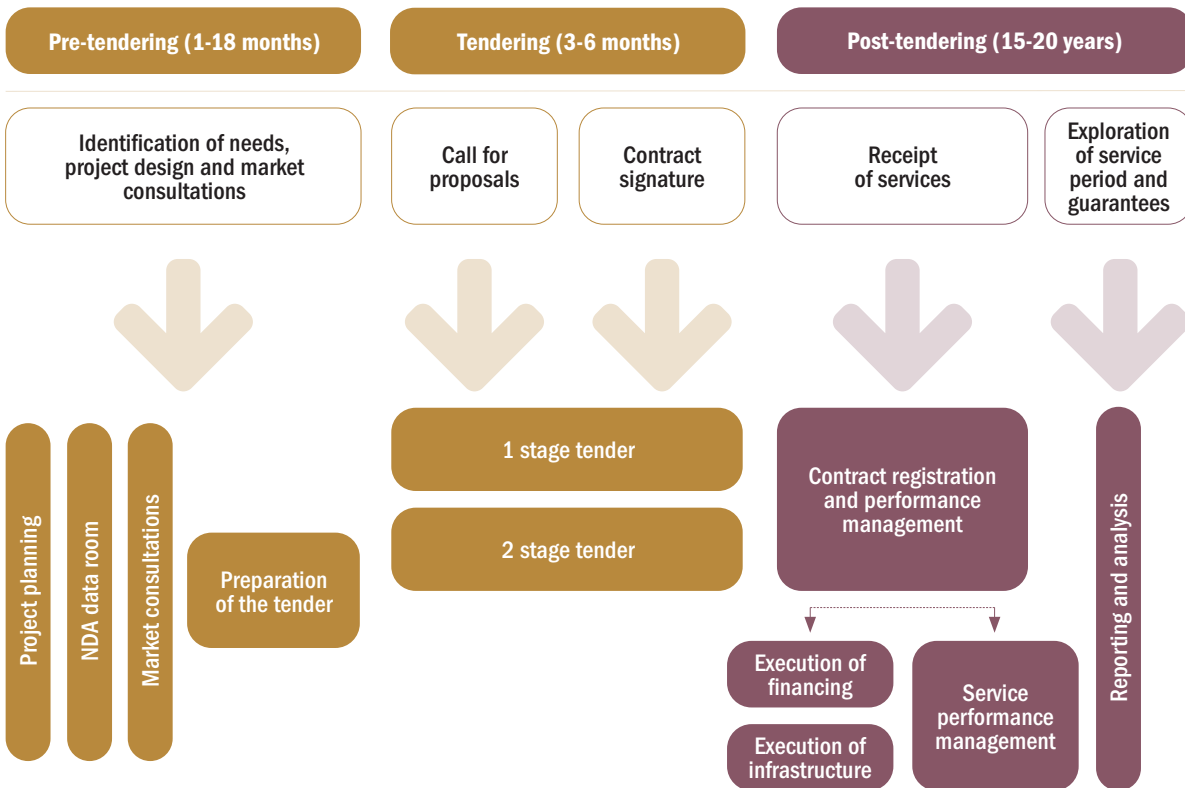 Pre-tendering (1-18 months)
Tendering (3-6 months)
Post-tendering (15-20 years)
Identification of needs,
project design and market
consultations
Call for
proposals
Contract
signature
Receipt
of services
Exploration
of service
period and
guarantees
Project planning
NDA data room
Market consultations
Preparation
of the tender
1 stage tender
2 stage tender
Contract registration
and performance
management
Execution of
financing
Execution of
infrastructure
Service
performance
management
Reporting and analysis